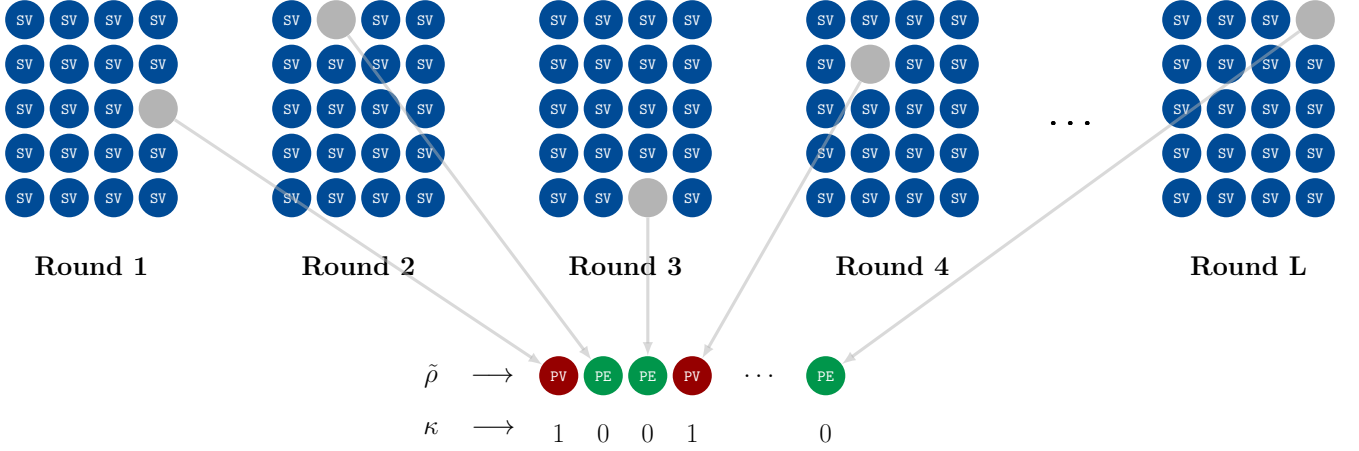 SV SV SV SV SV SV SV SV SV SV SV SV SV SV SV SV SV
SV SV SV SV SV SV SV SV SV SV SV SV SV SV SV SV SV SV SV
SV SV SV SV SV SV SV SV SV SV SV SV SV SV SV SV SV SV SV
...
SV SV SV SV SV SV SV SV SV SV SV SV SV SV SV SV SV SV SV SV
SV SV SV SV SV SV SV SV SV SV SV SV SV SV SV SV SV SV SV
Round 1 Round 2 Round 3 Round 4 Round L
ρ̃ ⟶ PV PE PE PV ⋯ PE
κ ⟶ 1 0 0 1 0